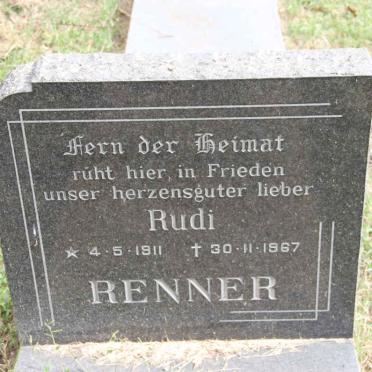 Fern der Heimat
ruht hier in Frieden
unser herzensguter lieber
Rudi
* 4-5-1911 † 30-11-1967
RENNER